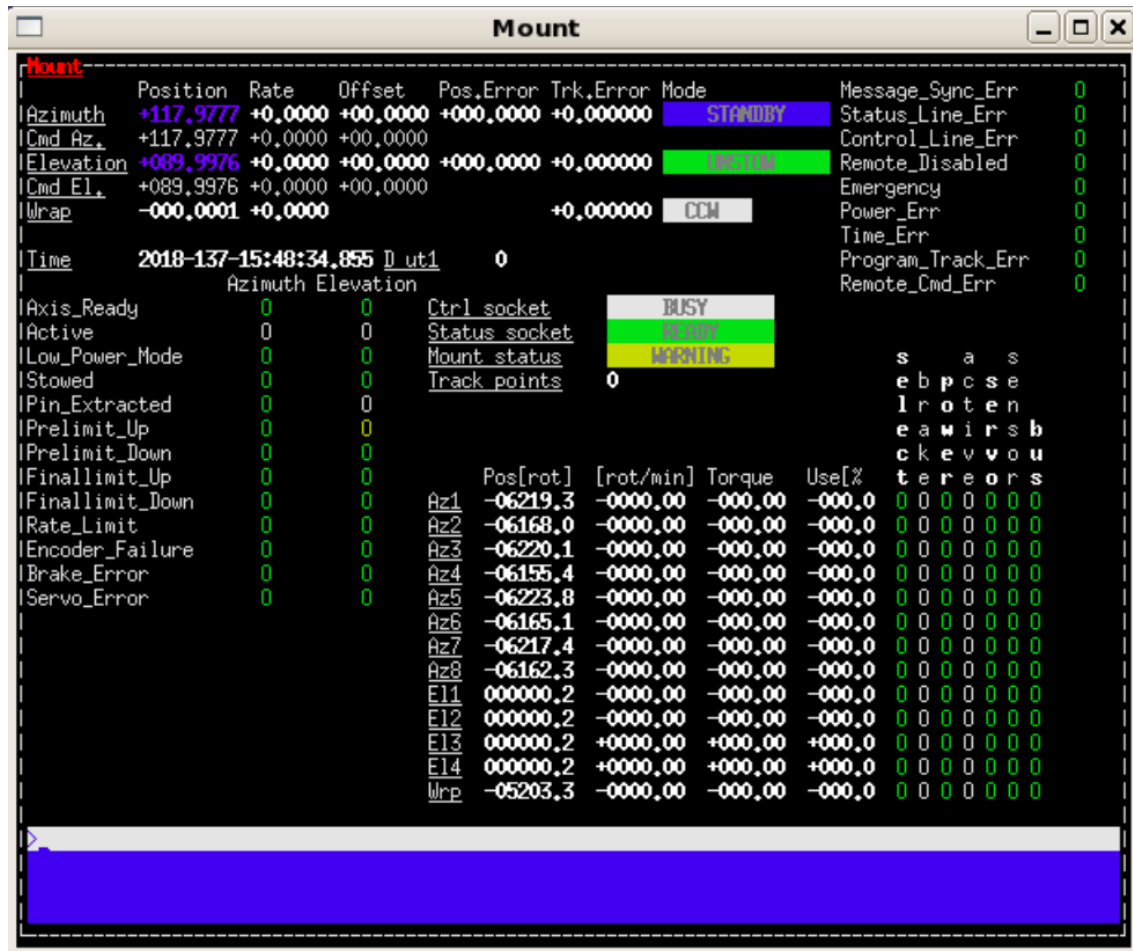 Mount
Mount
Position Rate Offset Pos.Error Trk.Error Mode Message_Sync_Err 0
Azimuth +117.9777 +0.0000 +00.0000 +000.0000 +0.000000 STANDBY Status_Line_Err 0
Cmd Az. +117.9777 +0.0000 +00.0000 Control_Line_Err 0
Elevation +089.9976 +0.0000 +00.0000 +000.0000 +0.000000 UNSTOW Remote_Disabled 0
Cmd El. +089.9976 +0.0000 +00.0000 Emergency 0
Wrap -000.0001 +0.0000 +0.000000 CCW Power_Err 0
Time_Err 0
Time 2018-137-15:48:34.855 D_ut1 0 Program_Track_Err 0
Azimuth Elevation Remote_Cmd_Err 0
Axis_Ready 0 0 Ctrl socket BUSY
Active 0 0 Status socket READY
Low_Power_Mode 0 0 Mount status WARNING s a s
Stowed 0 0 Track points 0 e b p c s e
Pin_Extracted 0 0 l r o t e n
Prelimit_Up 0 0 e a w i r s b
Prelimit_Down 0 0 c k e v v o u
Finallimit_Up 0 0 Pos[rot] [rot/min] Torque Use[% t e r e o r s
Finallimit_Down 0 0 Az1 -06219.3 -0000.00 -000.00 -000.0 0 0 0 0 0 0 0
Rate_Limit 0 0 Az2 -06168.0 -0000.00 -000.00 -000.0 0 0 0 0 0 0 0
Encoder_Failure 0 0 Az3 -06220.1 -0000.00 -000.00 -000.0 0 0 0 0 0 0 0
Brake_Error 0 0 Az4 -06155.4 -0000.00 -000.00 -000.0 0 0 0 0 0 0 0
Servo_Error 0 0 Az5 -06223.8 -0000.00 -000.00 -000.0 0 0 0 0 0 0 0
Az6 -06165.1 -0000.00 -000.00 -000.0 0 0 0 0 0 0 0
Az7 -06217.4 -0000.00 -000.00 -000.0 0 0 0 0 0 0 0
Az8 -06162.3 -0000.00 -000.00 -000.0 0 0 0 0 0 0 0
El1 000000.2 -0000.00 -000.00 -000.0 0 0 0 0 0 0 0
El2 000000.2 -0000.00 -000.00 -000.0 0 0 0 0 0 0 0
El3 000000.2 +0000.00 +000.00 +000.0 0 0 0 0 0 0 0
El4 000000.2 +0000.00 +000.00 +000.0 0 0 0 0 0 0 0
Wrp -05203.3 -0000.00 -000.00 -000.0 0 0 0 0 0 0 0
>